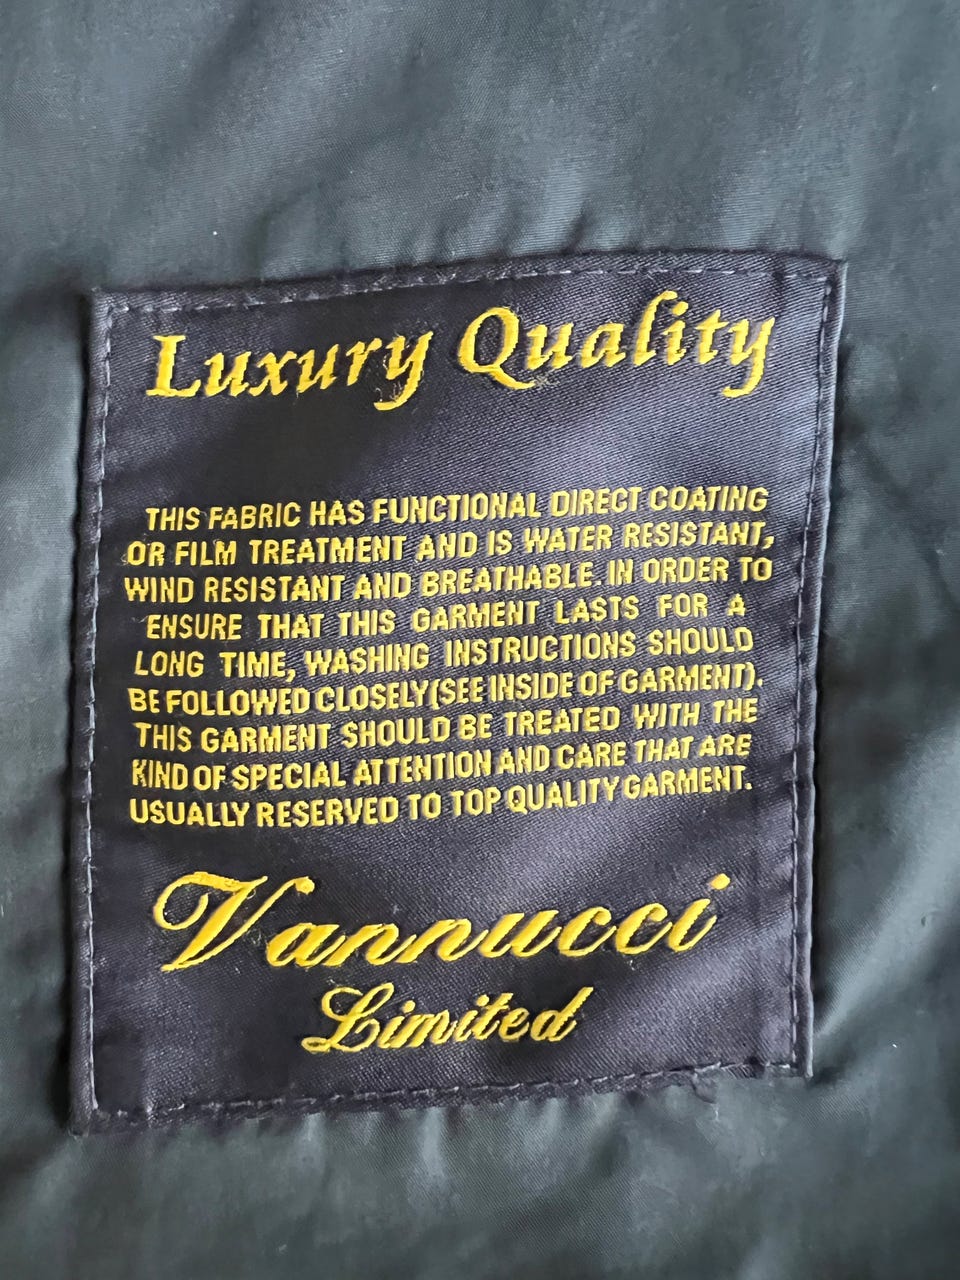 Luxury Quality
THIS FABRIC HAS FUNCTIONAL DIRECT COATING
OR FILM TREATMENT AND IS WATER RESISTANT,
WIND RESISTANT AND BREATHABLE. IN ORDER TO
ENSURE THAT THIS GARMENT LASTS FOR A
LONG TIME, WASHING INSTRUCTIONS SHOULD
BE FOLLOWED CLOSELY(SEE INSIDE OF GARMENT).
THIS GARMENT SHOULD BE TREATED WITH THE
KIND OF SPECIAL ATTENTION AND CARE THAT ARE
USUALLY RESERVED TO TOP QUALITY GARMENT.
Vannucci
Limited